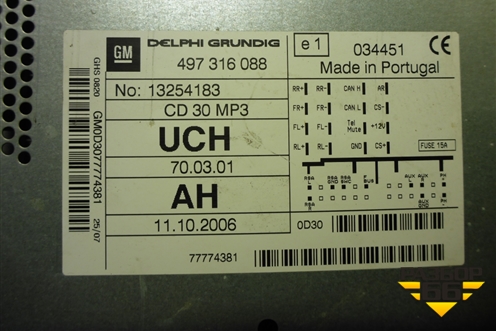 GM DELPHI GRUNDIG
497 316 088
e1
034451 CE
Made in Portugal
No: 13254183
CD 30 MP3
UCH
70.03.01
AH
11.10.2006
77774381
GHS 0820
GM0D3077774381
25/07
RR+ RR- CAN H AR
FR+ FR- CAN L CS-
FL+ FL- Tel Mute +12V
RL+ RL- CS+
FUSE 15A
0D30